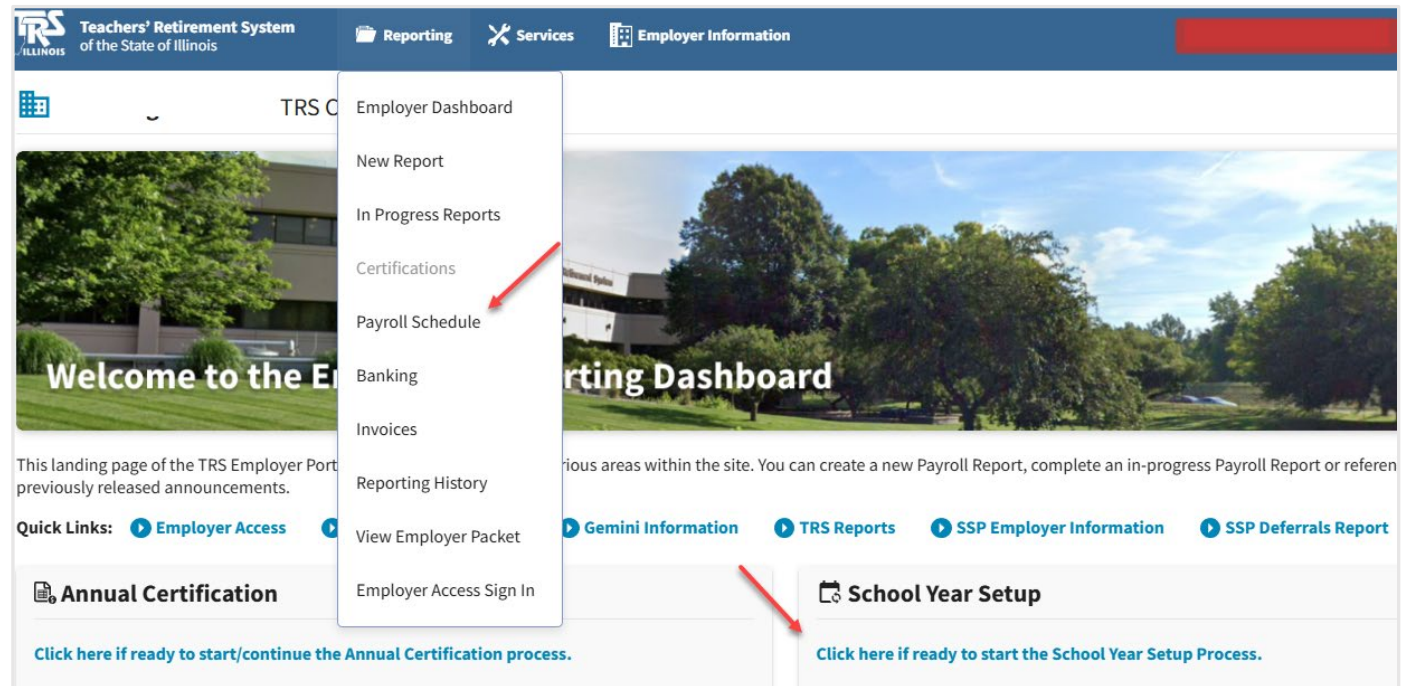 TRS
ILLINOIS
Teachers' Retirement System
of the State of Illinois
Reporting
Services
Employer Information
TRS
Employer Dashboard
New Report
In Progress Reports
Certifications
Payroll Schedule
Banking
Invoices
Reporting History
View Employer Packet
Employer Access Sign In
Welcome to the
rting Dashboard
This landing page of the TRS Employer Port
rious areas within the site. You can create a new Payroll Report, complete an in-progress Payroll Report or referen
previously released announcements.
Quick Links: Employer Access
Gemini Information
TRS Reports
SSP Employer Information
SSP Deferrals Report
Annual Certification
Click here if ready to start/continue the Annual Certification process.
School Year Setup
Click here if ready to start the School Year Setup Process.